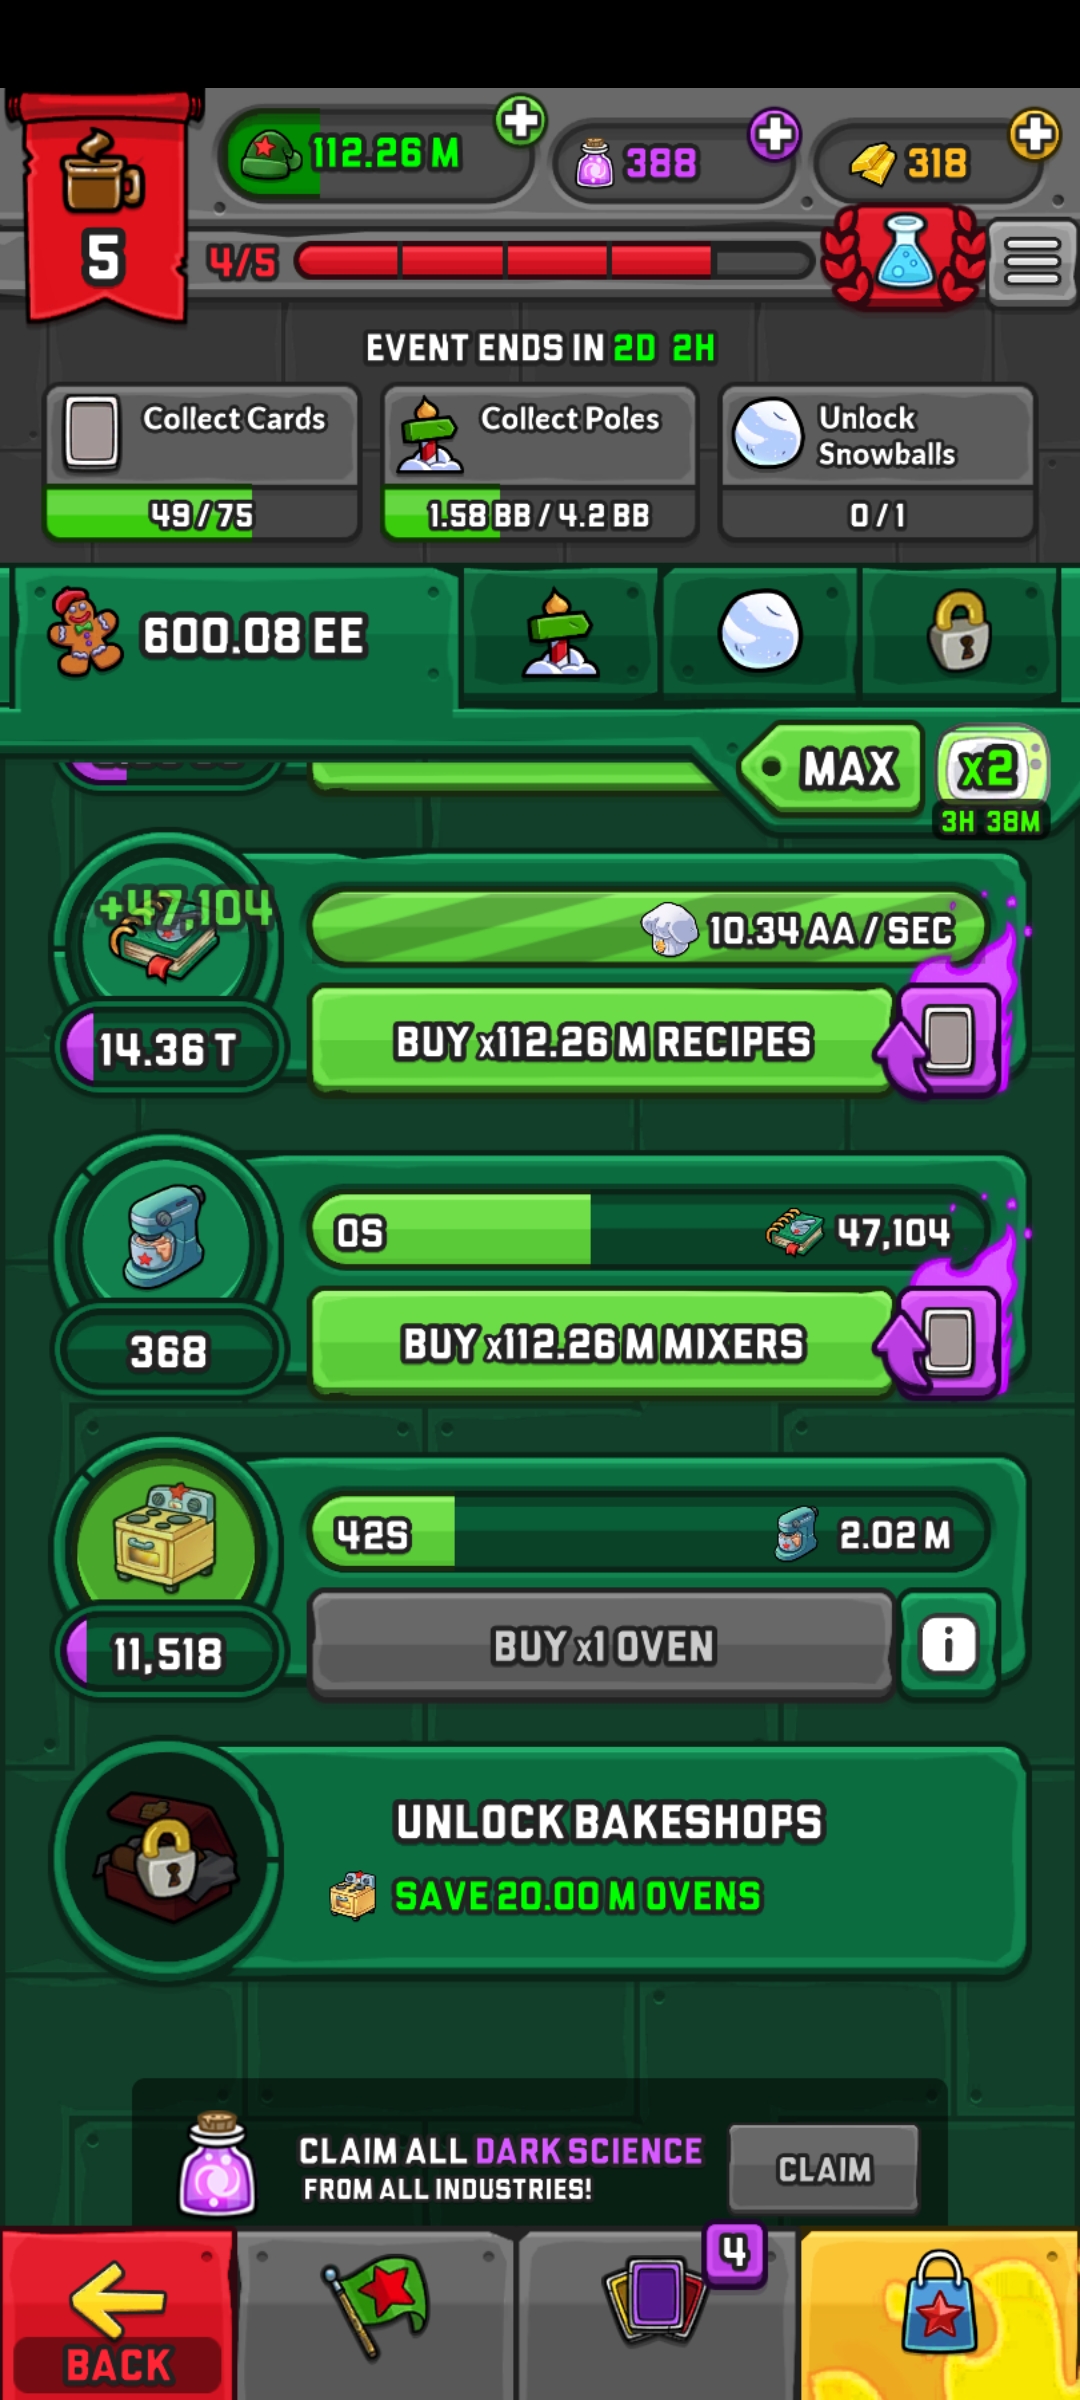 112.26 M
388
318
5
4/5
EVENT ENDS IN 2D 2H
Collect Cards
49/75
Collect Poles
1.58 BB / 4.2 BB
Unlock
Snowballs
0/1
600.08 EE
MAX
x2
3H 38M
+47,104
10.34 AA / SEC
14.36 T
BUY x112.26 M RECIPES
0S
47,104
368
BUY x112.26 M MIXERS
42S
2.02 M
11,518
BUY x1 OVEN
i
UNLOCK BAKESHOPS
SAVE 20.00 M OVENS
CLAIM ALL DARK SCIENCE
FROM ALL INDUSTRIES!
CLAIM
4
BACK